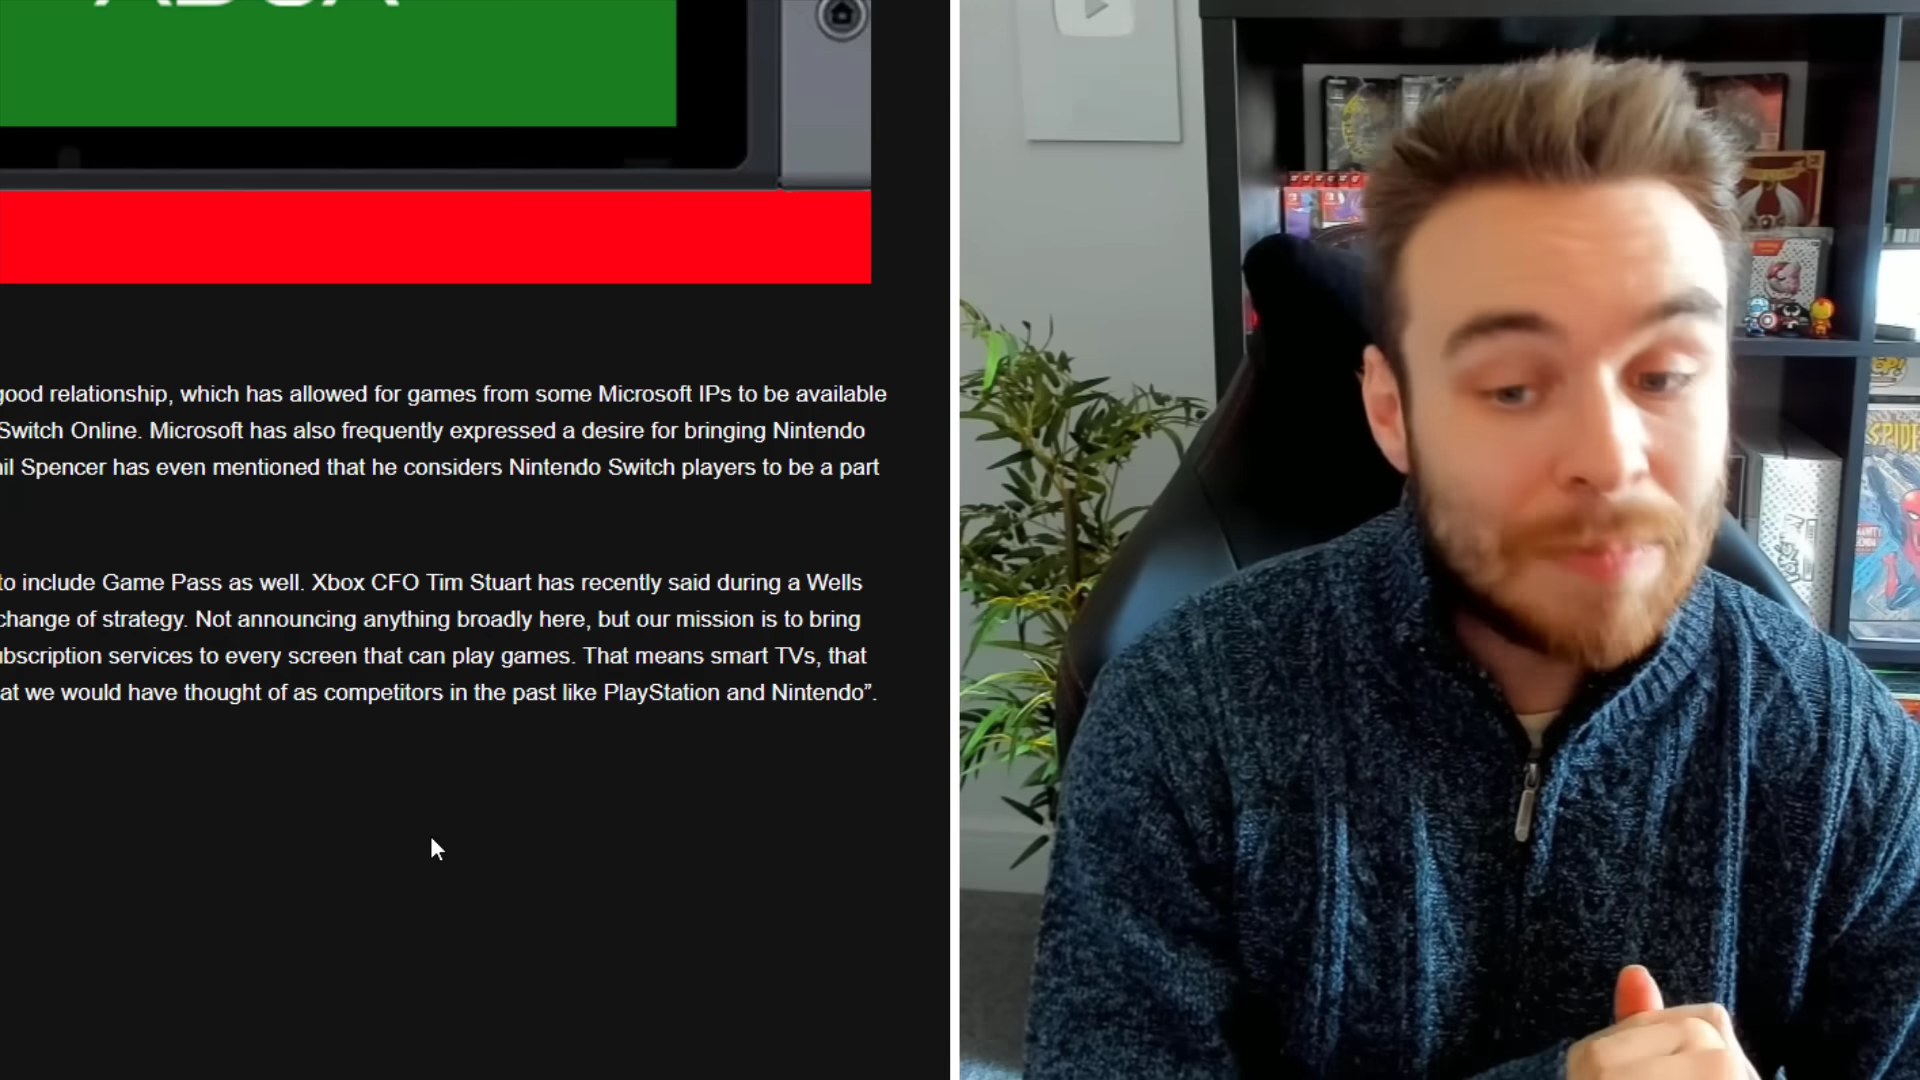 good relationship, which has allowed for games from some Microsoft IPs to be available
Switch Online. Microsoft has also frequently expressed a desire for bringing Nintendo
Spencer has even mentioned that he considers Nintendo Switch players to be a part
to include Game Pass as well. Xbox CFO Tim Stuart has recently said during a Wells
change of strategy. Not announcing anything broadly here, but our mission is to bring
services to every screen that can play games. That means smart TVs, that
we would have thought of as competitors in the past like PlayStation and Nintendo”.
POP!
SPIDE